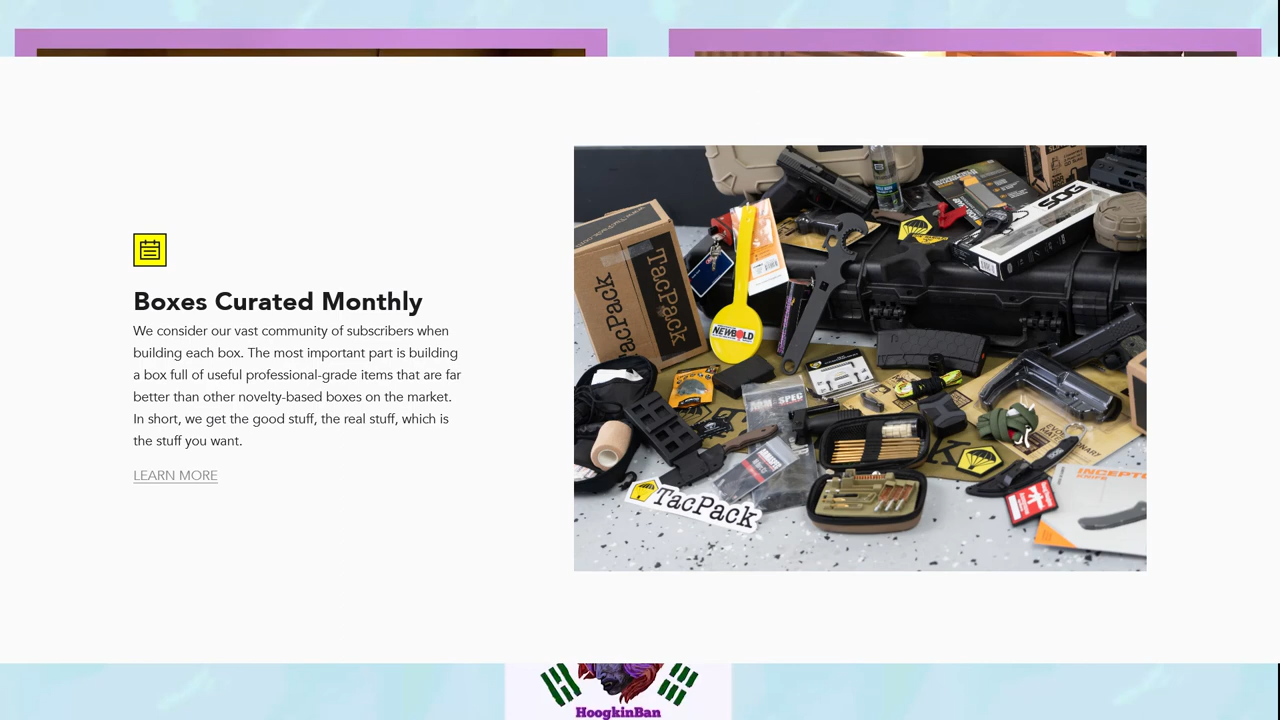 Boxes Curated Monthly
We consider our vast community of subscribers when
building each box. The most important part is building
a box full of useful professional-grade items that are far
better than other novelty-based boxes on the market.
In short, we get the good stuff, the real stuff, which is
the stuff you want.
LEARN MORE
SOG
TacPack
TacPack
NEWBOLD
TacPack
INCEPTO
KNIFE
HoogkinBan